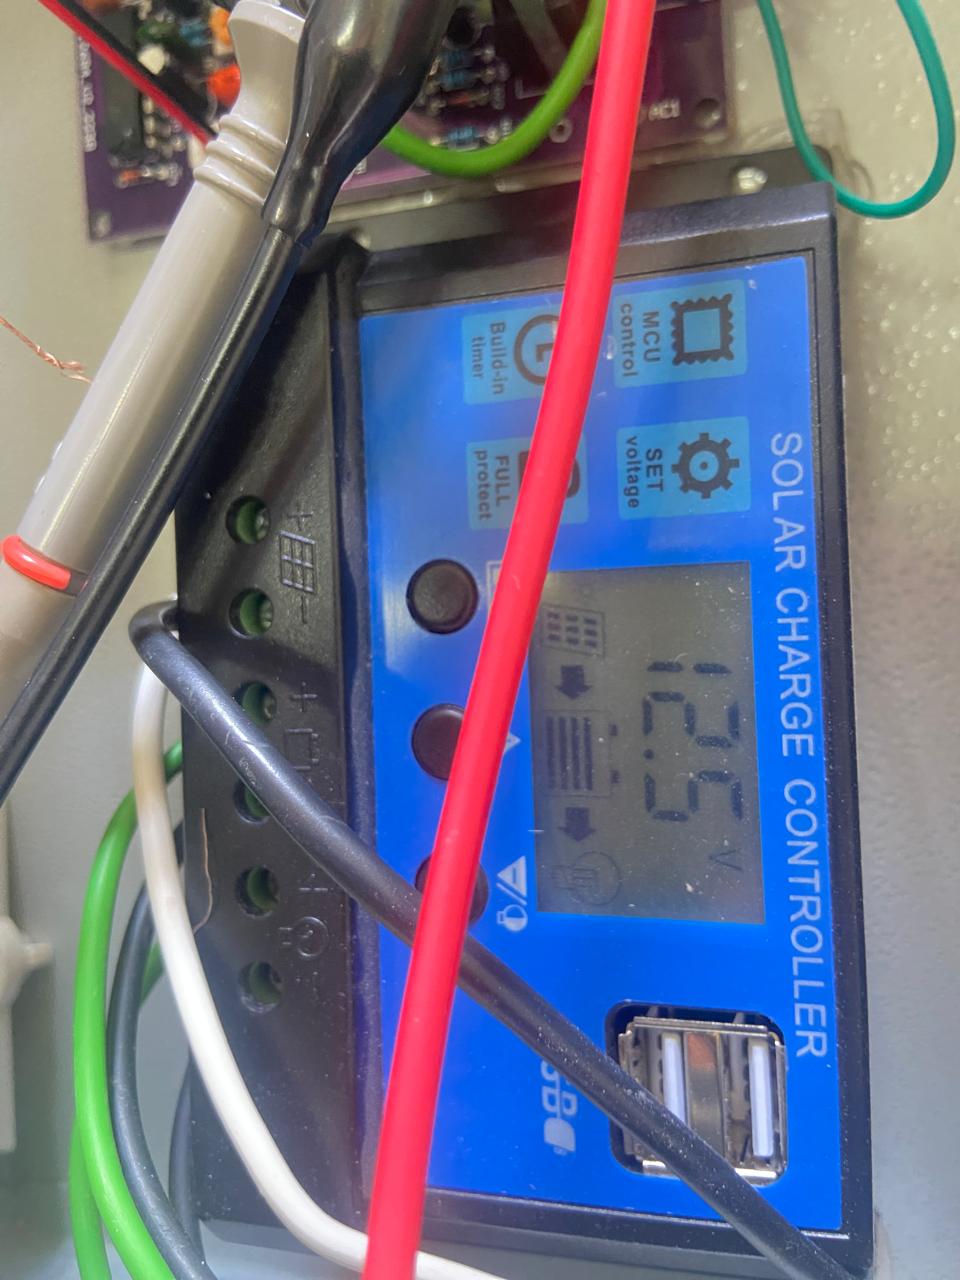 SOLAR CHARGE CONTROLLER
MCU
control
SET
voltage
Build-in
timer
FULL
protect
12.5 V
+
-
+